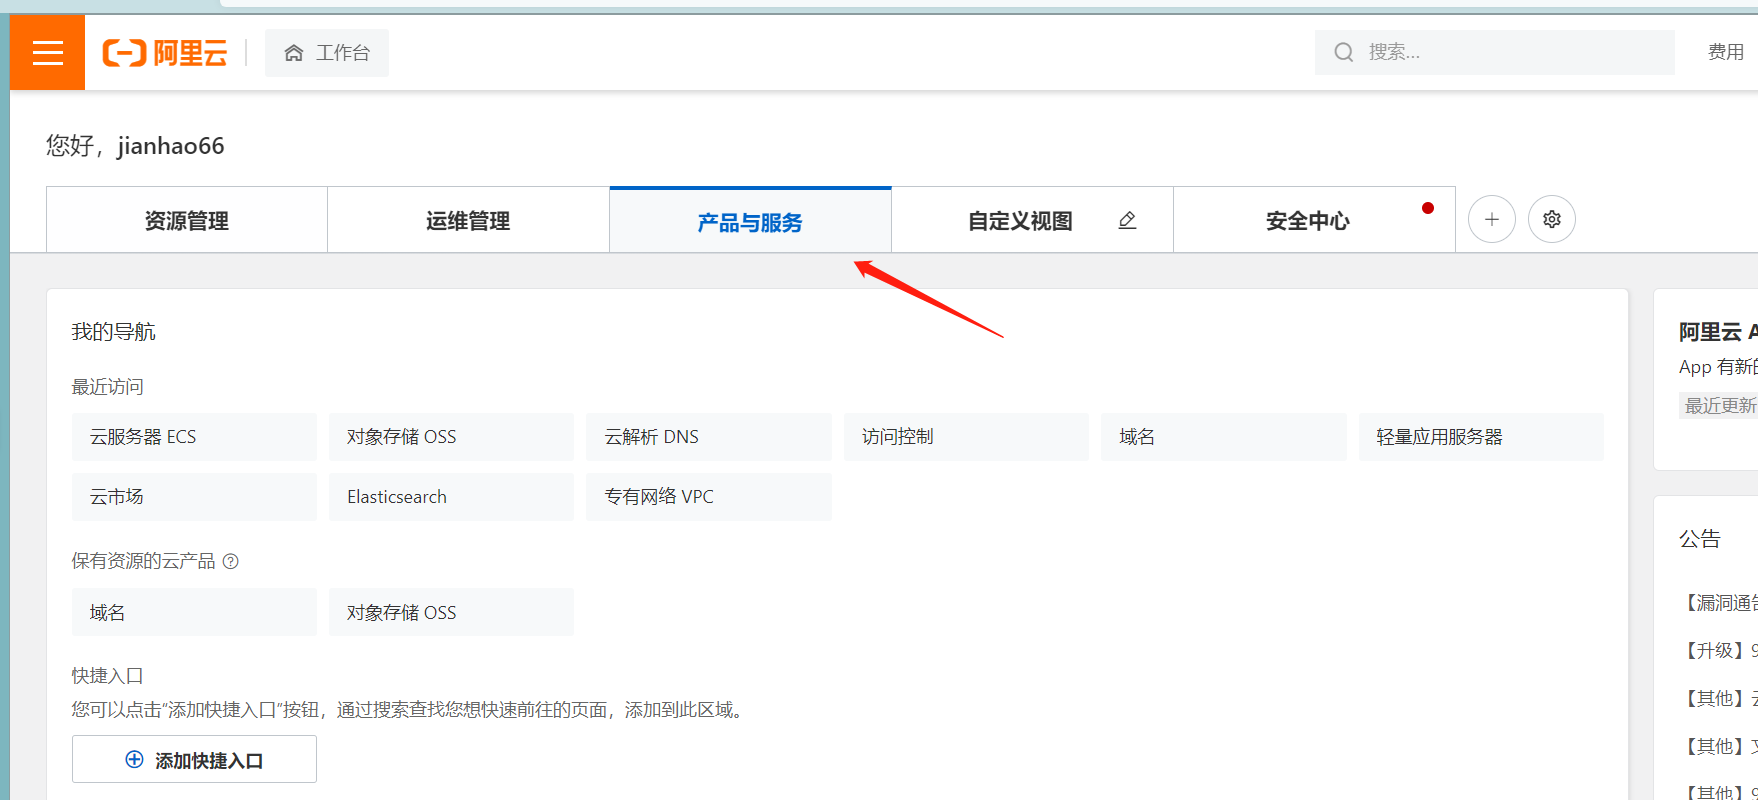 阿里云
工作台
搜索...
费用
您好，jianhao66
资源管理
运维管理
产品与服务
自定义视图
安全中心
我的导航
最近访问
云服务器 ECS
对象存储 OSS
云解析 DNS
访问控制
域名
轻量应用服务器
云市场
Elasticsearch
专有网络 VPC
保有资源的云产品
域名
对象存储 OSS
快捷入口
您可以点击“添加快捷入口”按钮，通过搜索查找您想快速前往的页面，添加到此区域。
添加快捷入口
阿里云 A
App 有新的
最近更新
公告
【漏洞通告
【升级】9
【其他】云
【其他】文
【其他】9